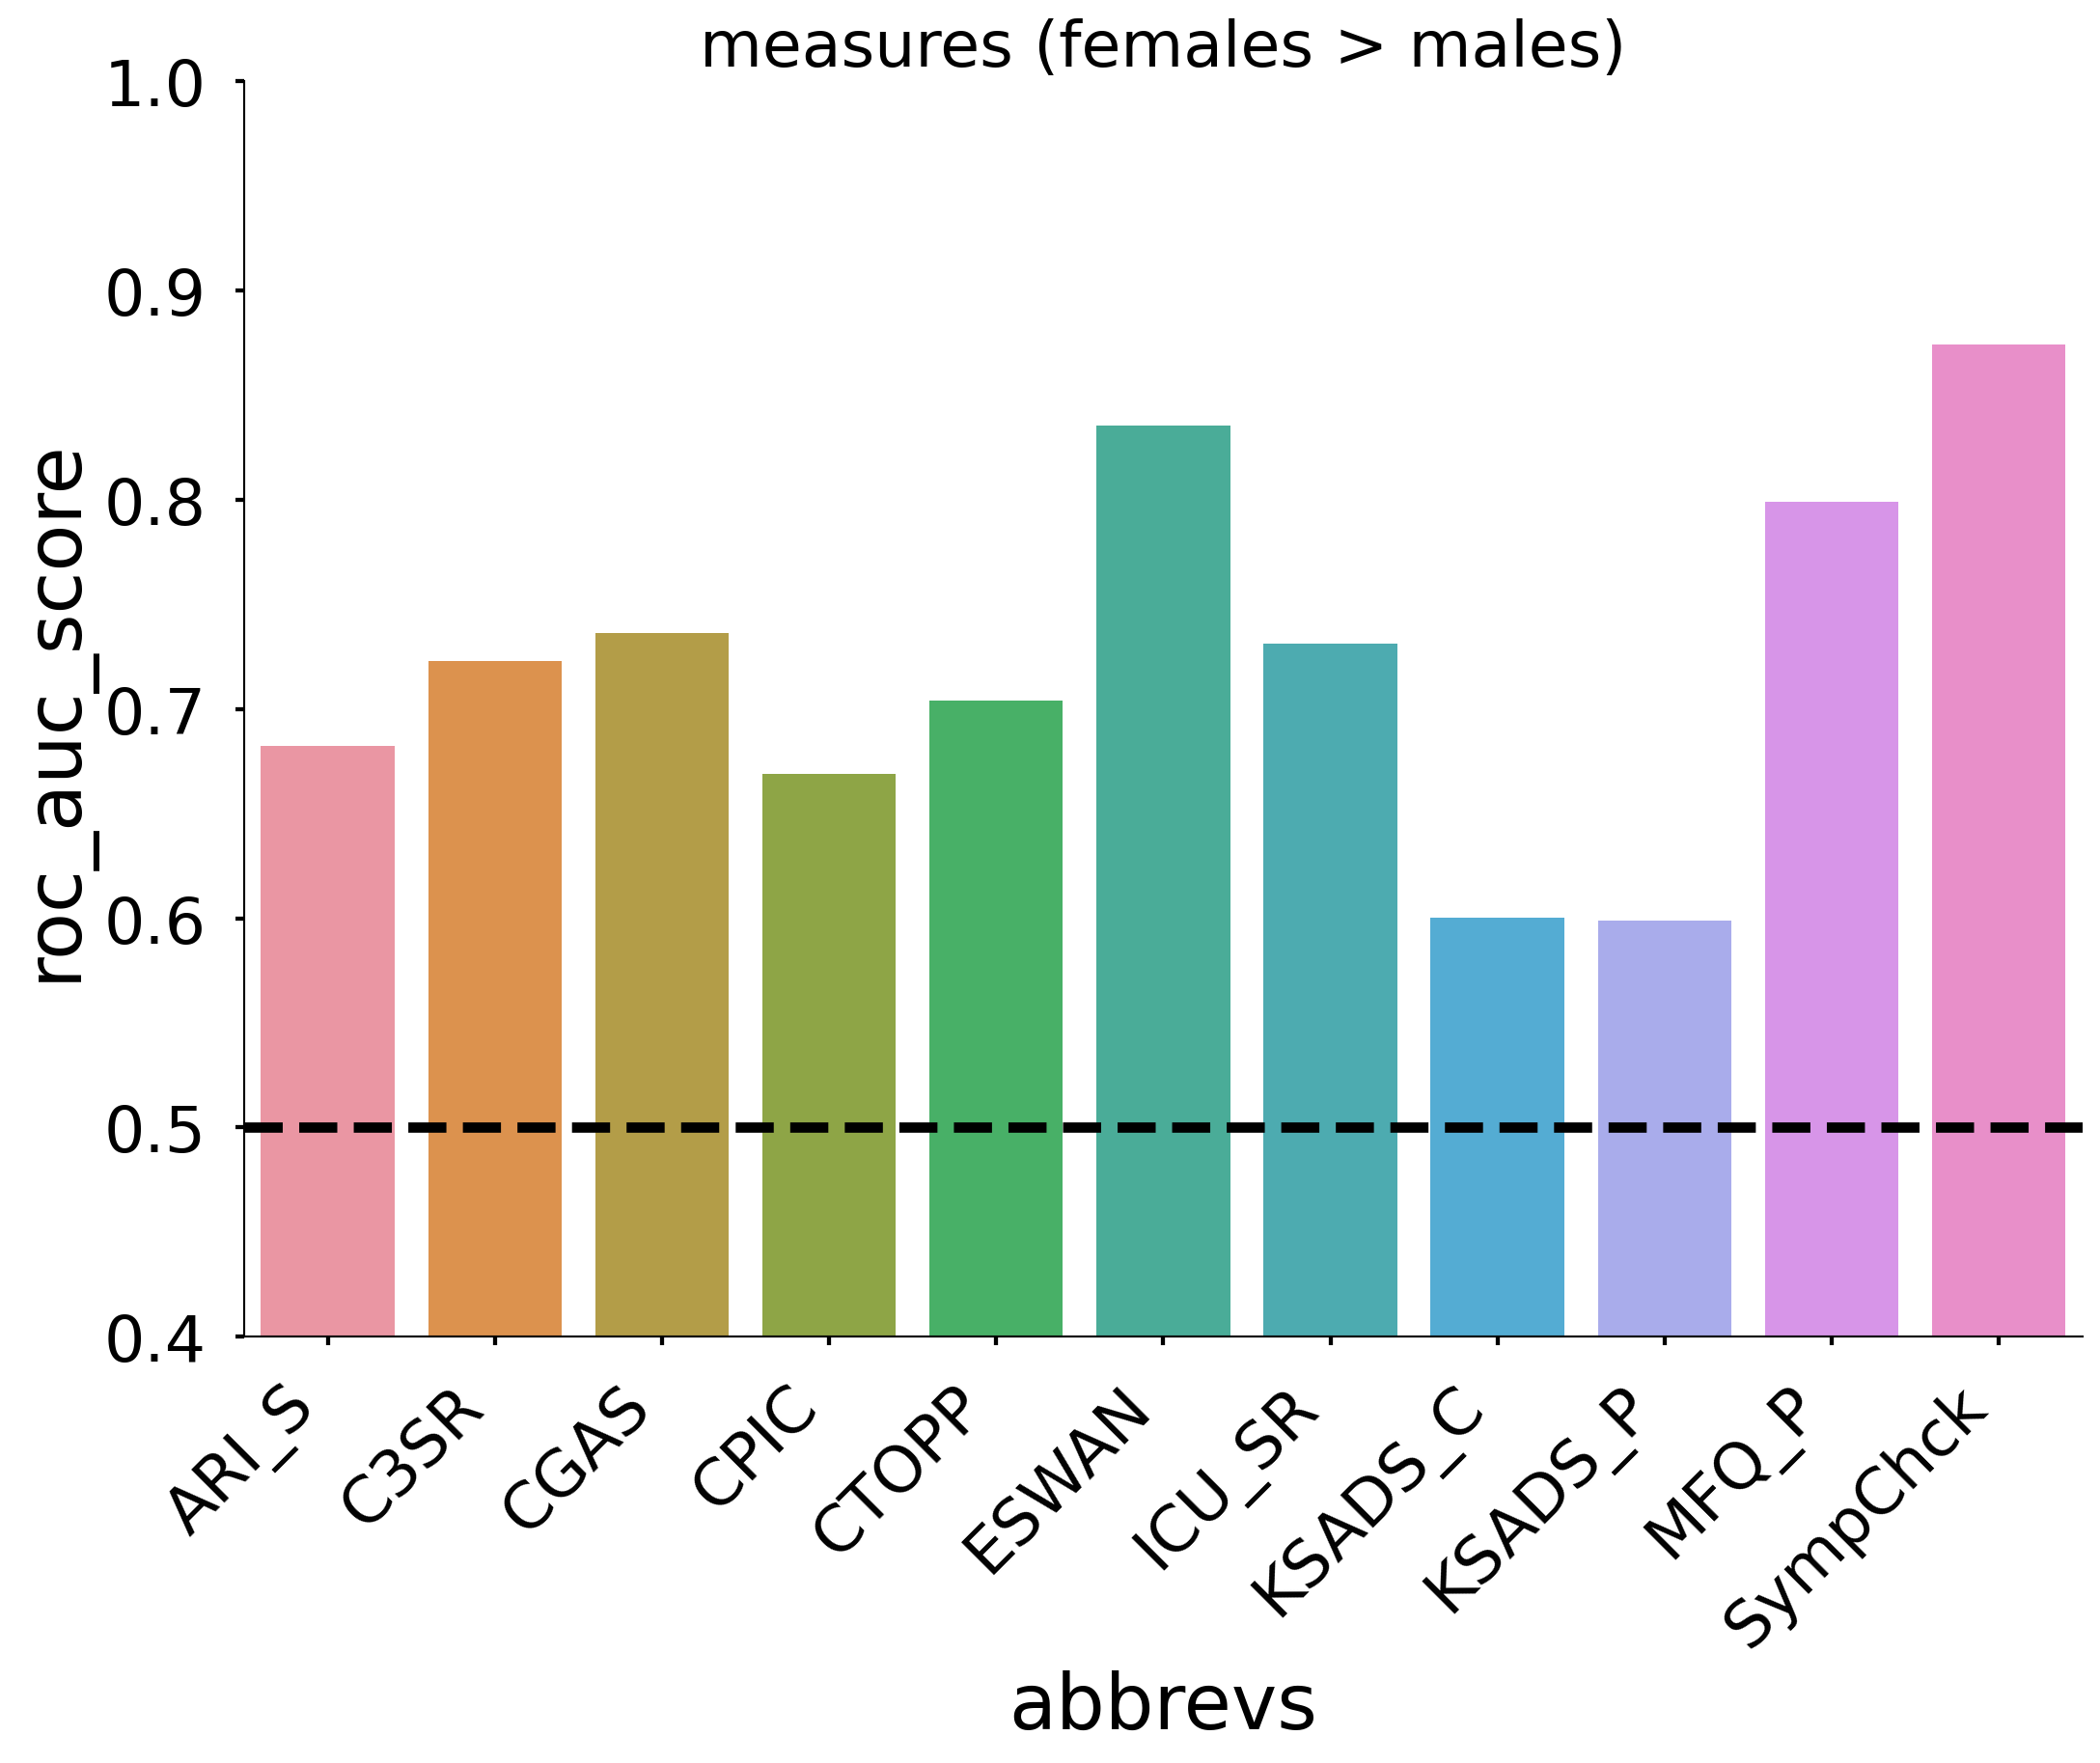 measures (females > males)
1.0
0.9
0.8
0.7
0.6
0.5
0.4
roc_auc_score
ARI_S
C3SR
CGAS
CPIC
CTOPP
ESWAN
ICU_SR
KSADS_C
KSADS_P
MFQ_P
SympChck
abbrevs